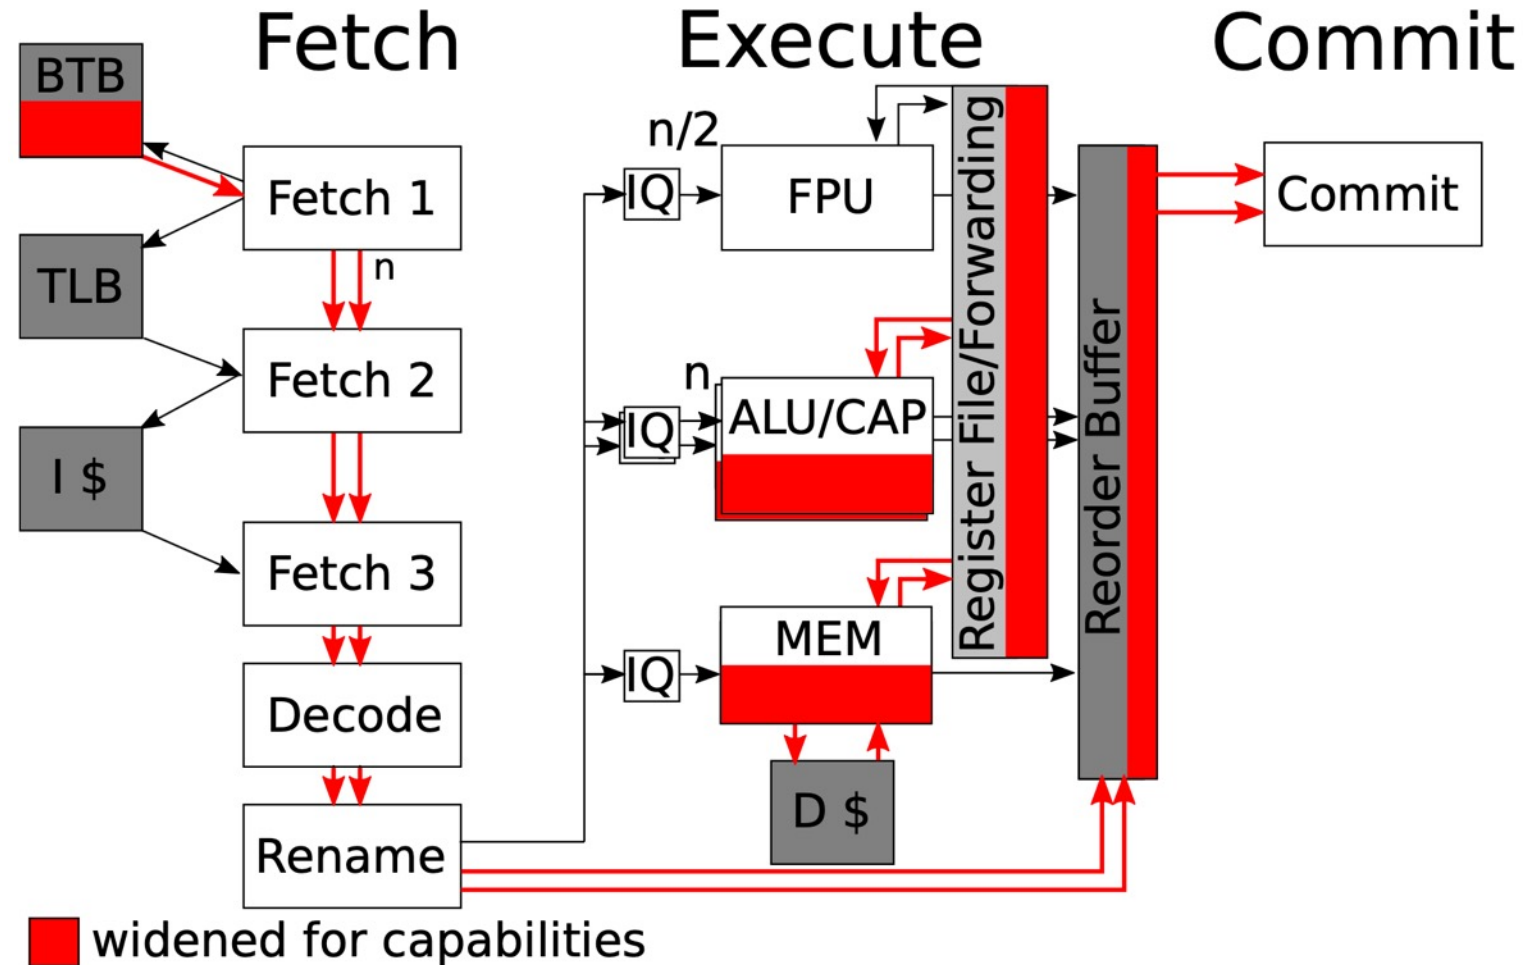 Fetch
Execute
Commit
BTB
Fetch 1
TLB
n
Fetch 2
I $
Fetch 3
Decode
Rename
n/2
IQ
FPU
n
IQ
ALU/CAP
IQ
MEM
D $
Register File/Forwarding
Reorder Buffer
Commit
widened for capabilities